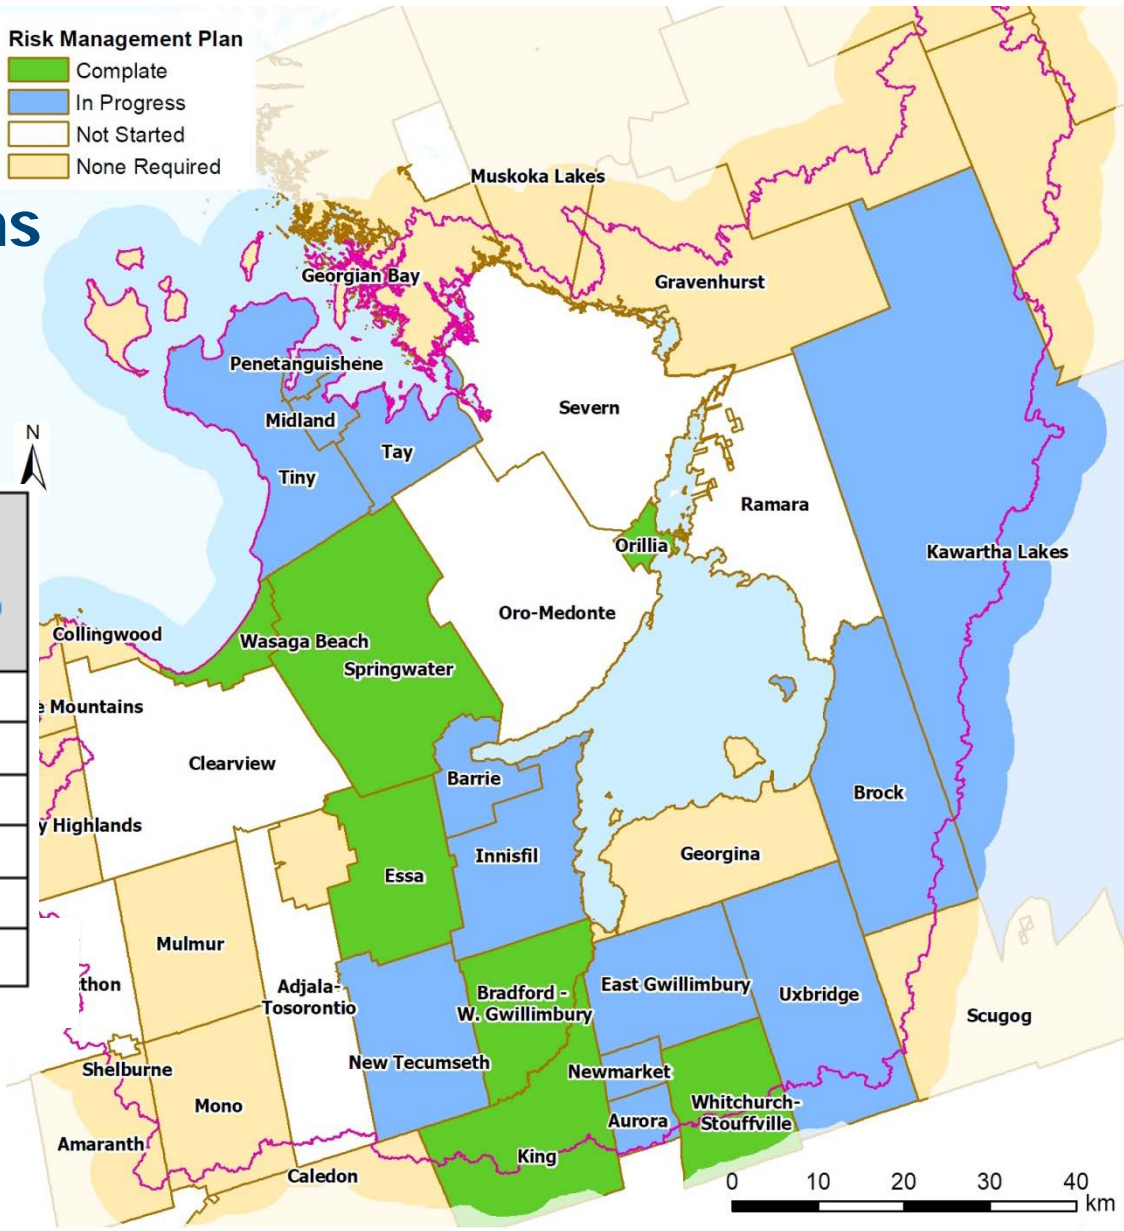 Risk Management Plan
Complate
In Progress
Not Started
None Required
ns
Muskoka Lakes
Georgian Bay
Gravenhurst
Penetanguishene
Severn
Midland
Tay
N
Tiny
Ramara
Orillia
Kawartha Lakes
Oro-Medonte
Collingwood
Wasaga Beach
Springwater
e Mountains
Clearview
Barrie
Brock
y Highlands
Innisfil
Georgina
Essa
Mulmur
thon
Adjala-
Tosorontio
Bradford -
W. Gwillimbury
East Gwillimbury
Uxbridge
Scugog
Shelburne
New Tecumseth
Newmarket
Mono
Whitchurch-
Stouffville
Aurora
Amaranth
King
Caledon
0 10 20 30 40
km